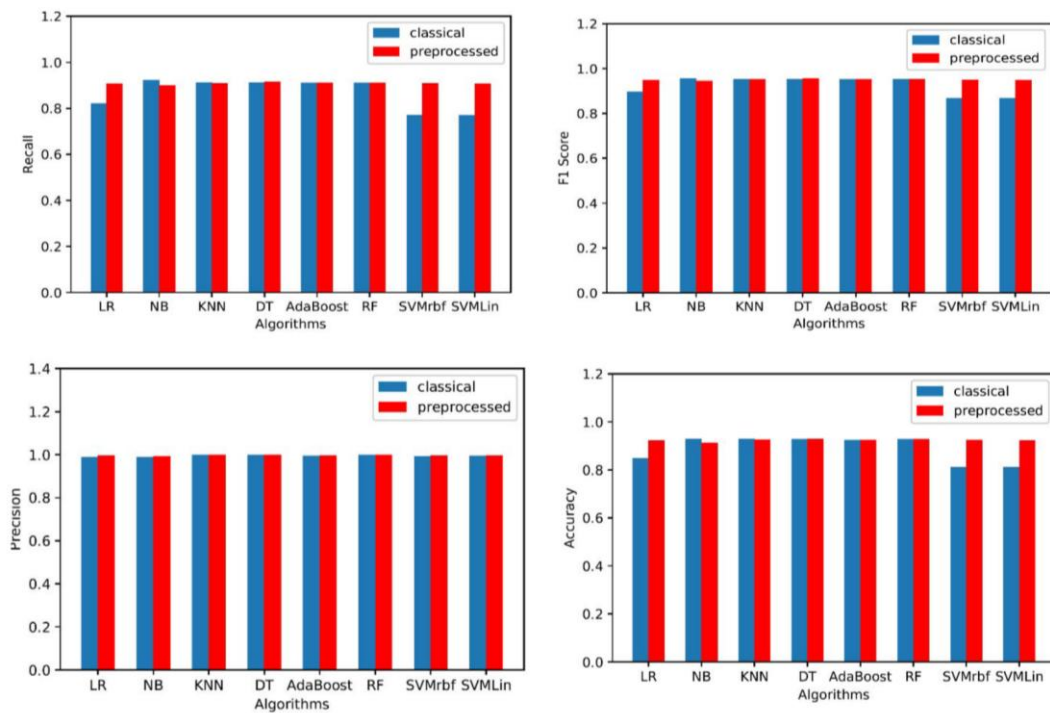 1.2
1.0
0.8
0.6
0.4
0.2
0.0
Recall
classical
preprocessed
LR NB KNN DT AdaBoost RF SVMrbf SVMLin
Algorithms
1.2
1.0
0.8
0.6
0.4
0.2
0.0
F1 Score
classical
preprocessed
LR NB KNN DT AdaBoost RF SVMrbf SVMLin
Algorithms
1.4
1.2
1.0
0.8
0.6
0.4
0.2
0.0
Precision
classical
preprocessed
LR NB KNN DT AdaBoost RF SVMrbf SVMLin
Algorithms
1.2
1.0
0.8
0.6
0.4
0.2
0.0
Accuracy
classical
preprocessed
LR NB KNN DT AdaBoost RF SVMrbf SVMLin
Algorithms